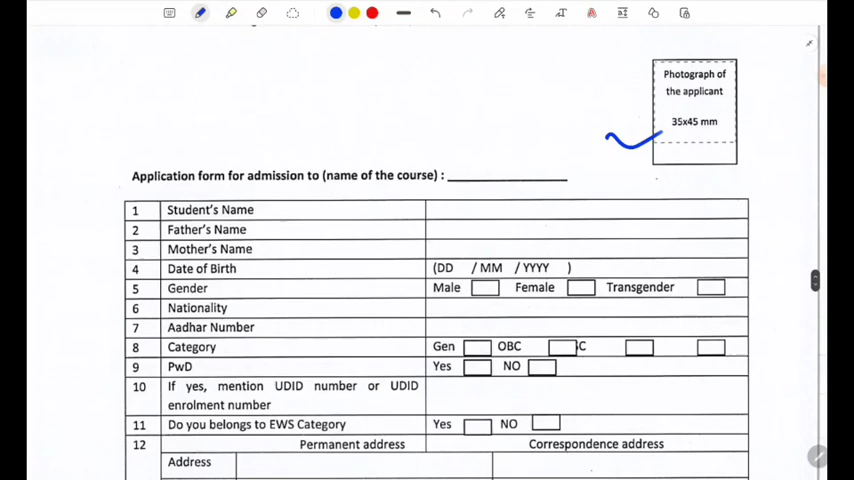 Photograph of
the applicant
35x45 mm
Application form for admission to (name of the course) : ____________________
1 Student's Name
2 Father's Name
3 Mother's Name
4 Date of Birth (DD / MM / YYYY )
5 Gender Male Female Transgender
6 Nationality
7 Aadhar Number
8 Category Gen OBC
9 PwD Yes NO
10 If yes, mention UDID number or UDID
enrolment number
11 Do you belongs to EWS Category Yes NO
12 Permanent address Correspondence address
Address